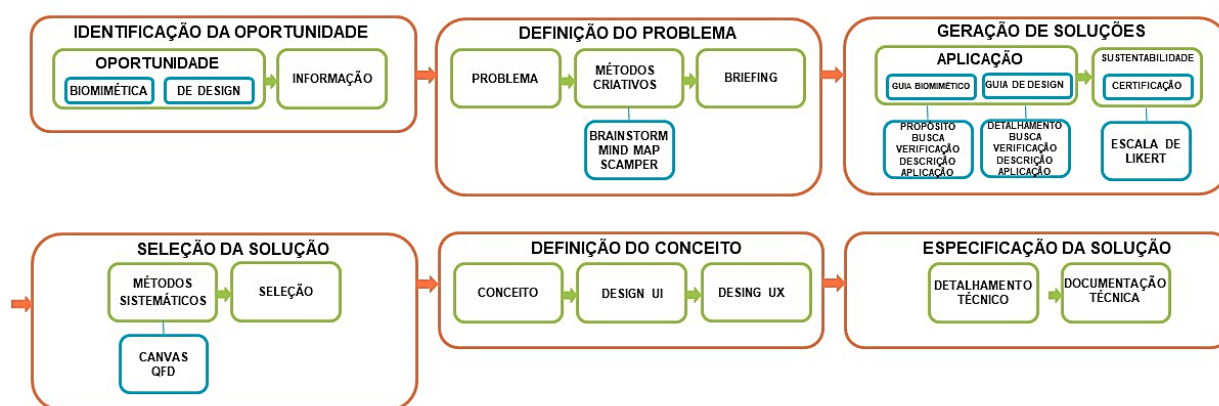 IDENTIFICAÇÃO DA OPORTUNIDADE
OPORTUNIDADE
BIOMIMÉTICA
DE DESIGN
INFORMAÇÃO
DEFINIÇÃO DO PROBLEMA
PROBLEMA
MÉTODOS
CRIATIVOS
BRIEFING
BRAINSTORM
MIND MAP
SCAMPER
GERAÇÃO DE SOLUÇÕES
APLICAÇÃO
GUIA BIOMIMÉTICO
GUIA DE DESIGN
SUSTENTABILIDADE
CERTIFICAÇÃO
PROPÓSITO
BUSCA
VERIFICAÇÃO
DESCRIÇÃO
APLICAÇÃO
DETALHAMENTO
BUSCA
VERIFICAÇÃO
DESCRIÇÃO
APLICAÇÃO
ESCALA DE
LIKERT
SELEÇÃO DA SOLUÇÃO
MÉTODOS
SISTEMÁTICOS
SELEÇÃO
CANVAS
QFD
DEFINIÇÃO DO CONCEITO
CONCEITO
DESIGN UI
DESING UX
ESPECIFICAÇÃO DA SOLUÇÃO
DETALHAMENTO
TÉCNICO
DOCUMENTAÇÃO
TÉCNICA